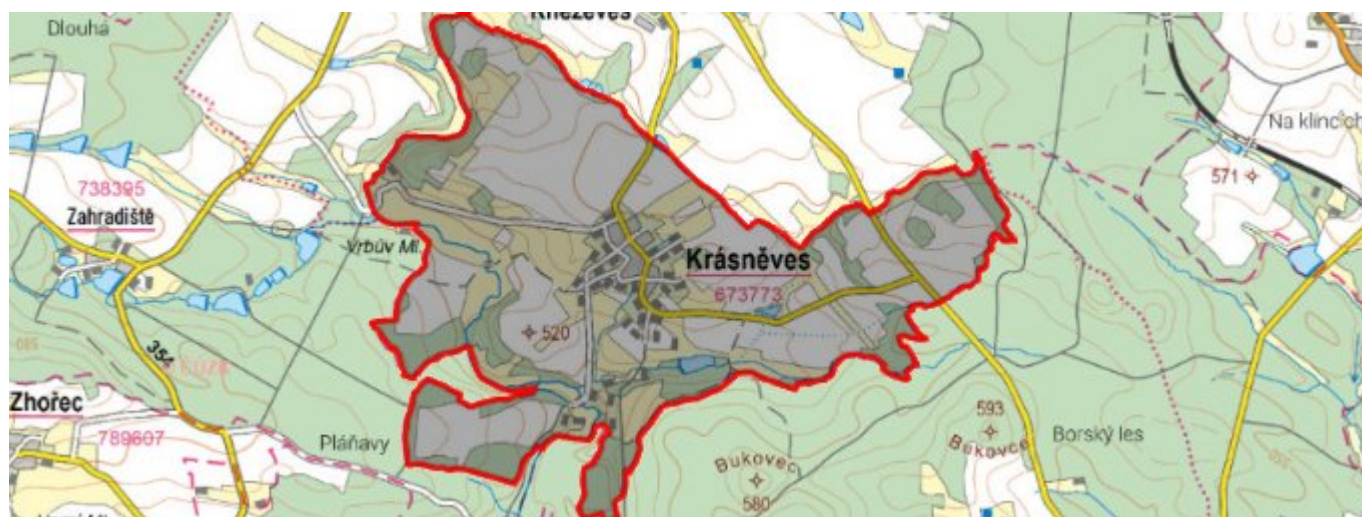 Dlouhá
Kněževes
Na klíncích
571
738395
Zahradiště
Vrbův Ml.
Krásněves
673773
520
354
Zhořec
789607
Pláňavy
593
Bukovce
Borský les
Bukovec
580